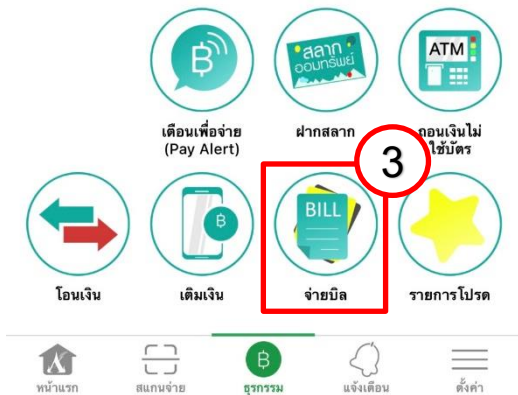 ฿
สลาก
ออมทรัพย์
ATM
เตือนเพื่อจ่าย
(Pay Alert)
ฝากสลาก
ถอนเงินไม่
ใช้บัตร
3
฿
BILL
โอนเงิน
เติมเงิน
จ่ายบิล
รายการโปรด
฿
หน้าแรก
สแกนจ่าย
ธุรกรรม
แจ้งเตือน
ตั้งค่า